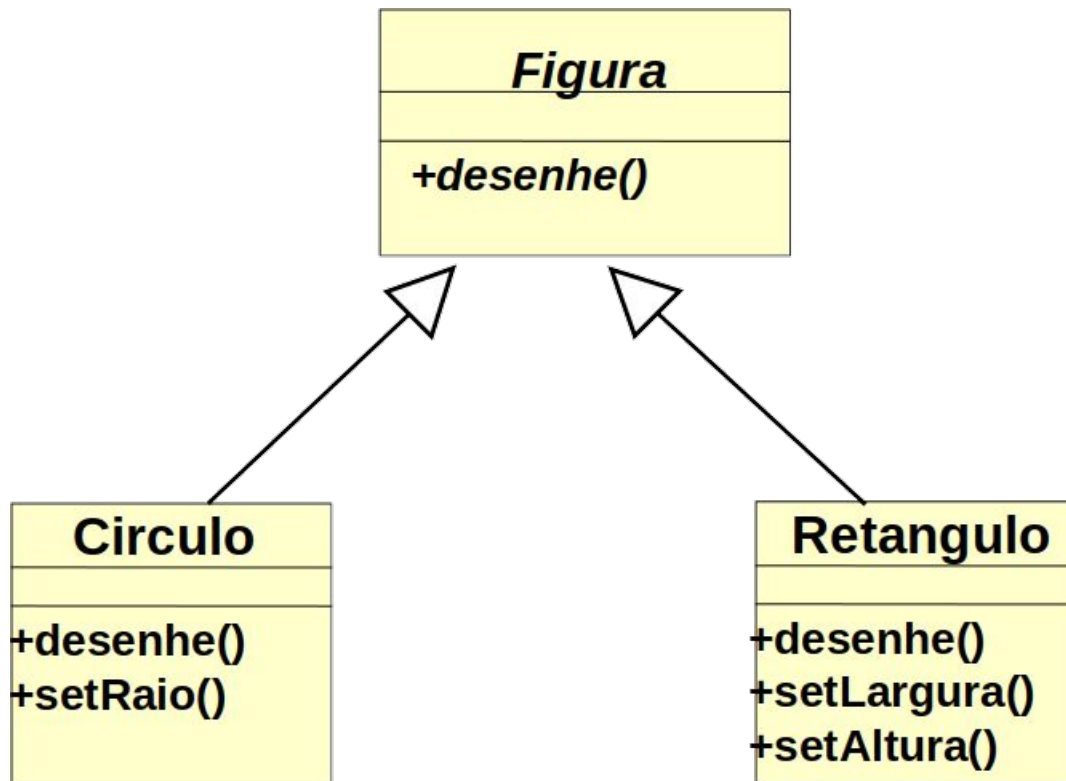 Figura
+desenhe()
Circulo
+desenhe()
+setRaio()
Retangulo
+desenhe()
+setLargura()
+setAltura()